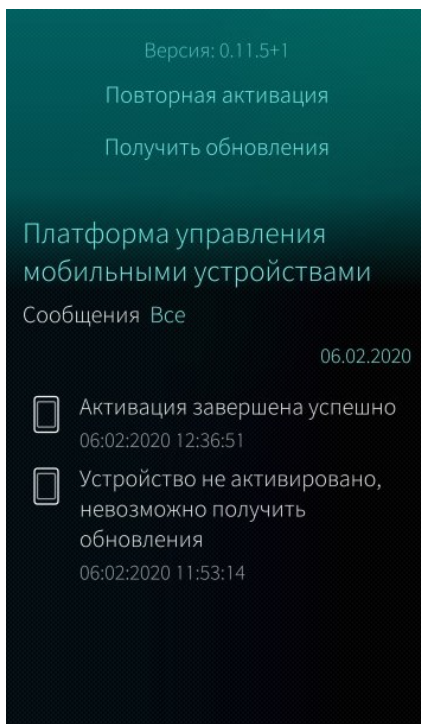 Версия: 0.11.5+1
Повторная активация
Получить обновления
Платформа управления
мобильными устройствами
Сообщения Все
06.02.2020
Активация завершена успешно
06:02:2020 12:36:51
Устройство не активировано,
невозможно получить
обновления
06:02:2020 11:53:14